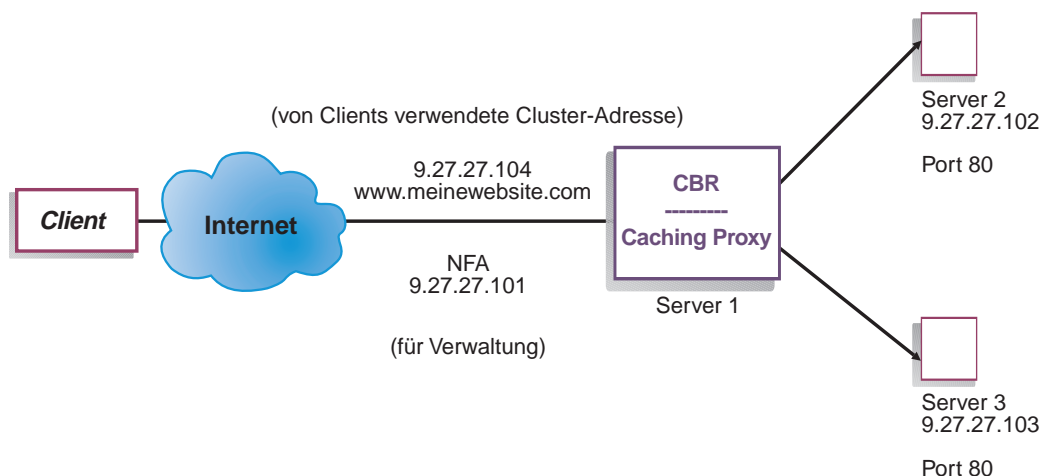 (von Clients verwendete Cluster-Adresse)
Client
Internet
9.27.27.104
www.meinewebsite.com
NFA
9.27.27.101
(für Verwaltung)
CBR
---------
Caching Proxy
Server 1
Server 2
9.27.27.102
Port 80
Server 3
9.27.27.103
Port 80